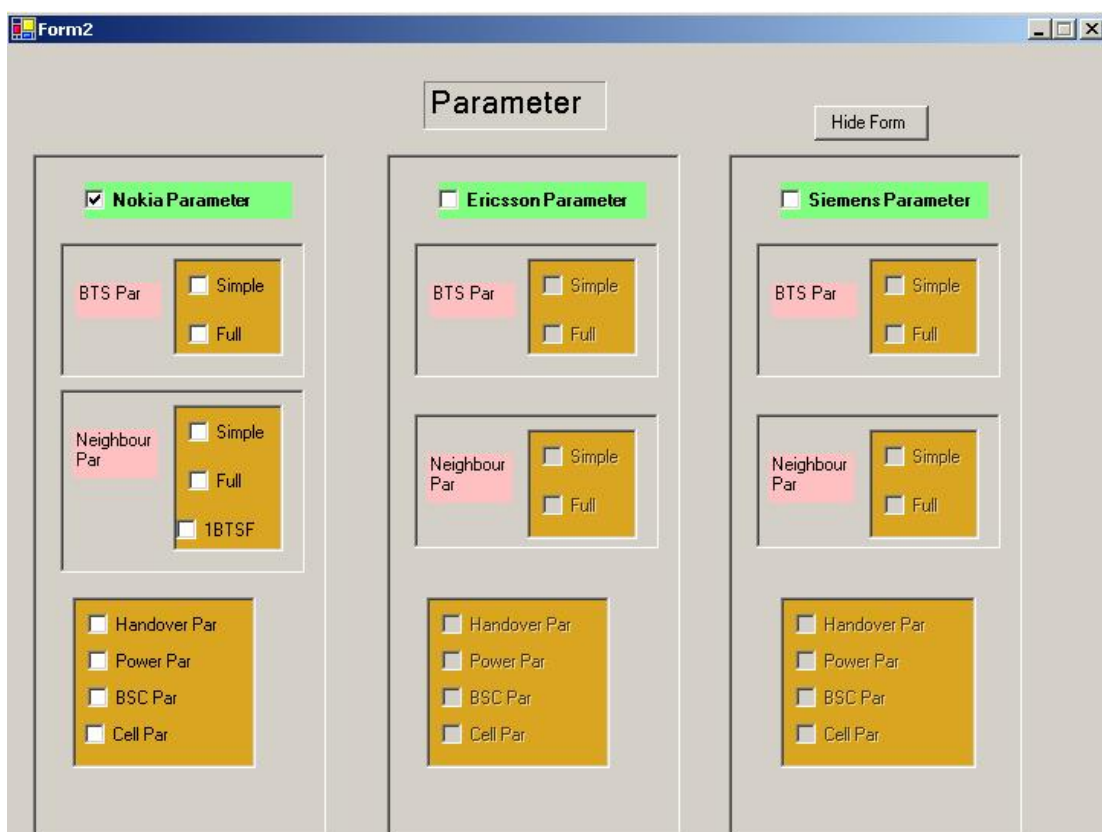 Form2
Parameter
Hide Form
Nokia Parameter
BTS Par
Simple
Full
Neighbour
Par
Simple
Full
1BTSF
Handover Par
Power Par
BSC Par
Cell Par
Ericsson Parameter
BTS Par
Simple
Full
Neighbour
Par
Simple
Full
Handover Par
Power Par
BSC Par
Cell Par
Siemens Parameter
BTS Par
Simple
Full
Neighbour
Par
Simple
Full
Handover Par
Power Par
BSC Par
Cell Par